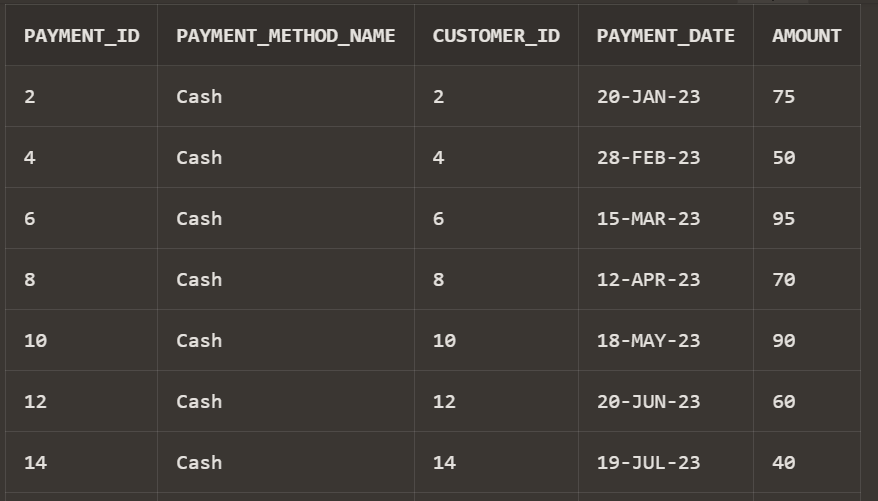 PAYMENT_ID PAYMENT_METHOD_NAME CUSTOMER_ID PAYMENT_DATE AMOUNT
2 Cash 2 20-JAN-23 75
4 Cash 4 28-FEB-23 50
6 Cash 6 15-MAR-23 95
8 Cash 8 12-APR-23 70
10 Cash 10 18-MAY-23 90
12 Cash 12 20-JUN-23 60
14 Cash 14 19-JUL-23 40